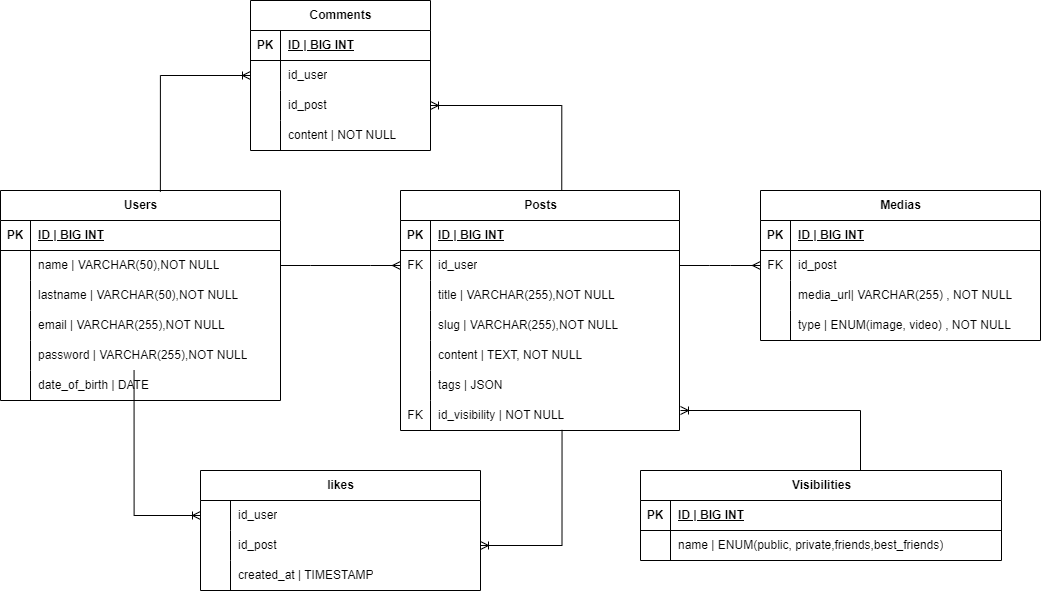 Comments
PK ID | BIG INT
id_user
id_post
content | NOT NULL
Users
PK ID | BIG INT
name | VARCHAR(50),NOT NULL
lastname | VARCHAR(50),NOT NULL
email | VARCHAR(255),NOT NULL
password | VARCHAR(255),NOT NULL
date_of_birth | DATE
Posts
PK ID | BIG INT
FK id_user
title | VARCHAR(255),NOT NULL
slug | VARCHAR(255),NOT NULL
content | TEXT, NOT NULL
tags | JSON
FK id_visibility | NOT NULL
Medias
PK ID | BIG INT
FK id_post
media_url| VARCHAR(255) , NOT NULL
type | ENUM(image, video) , NOT NULL
likes
id_user
id_post
created_at | TIMESTAMP
Visibilities
PK ID | BIG INT
name | ENUM(public, private,friends,best_friends)